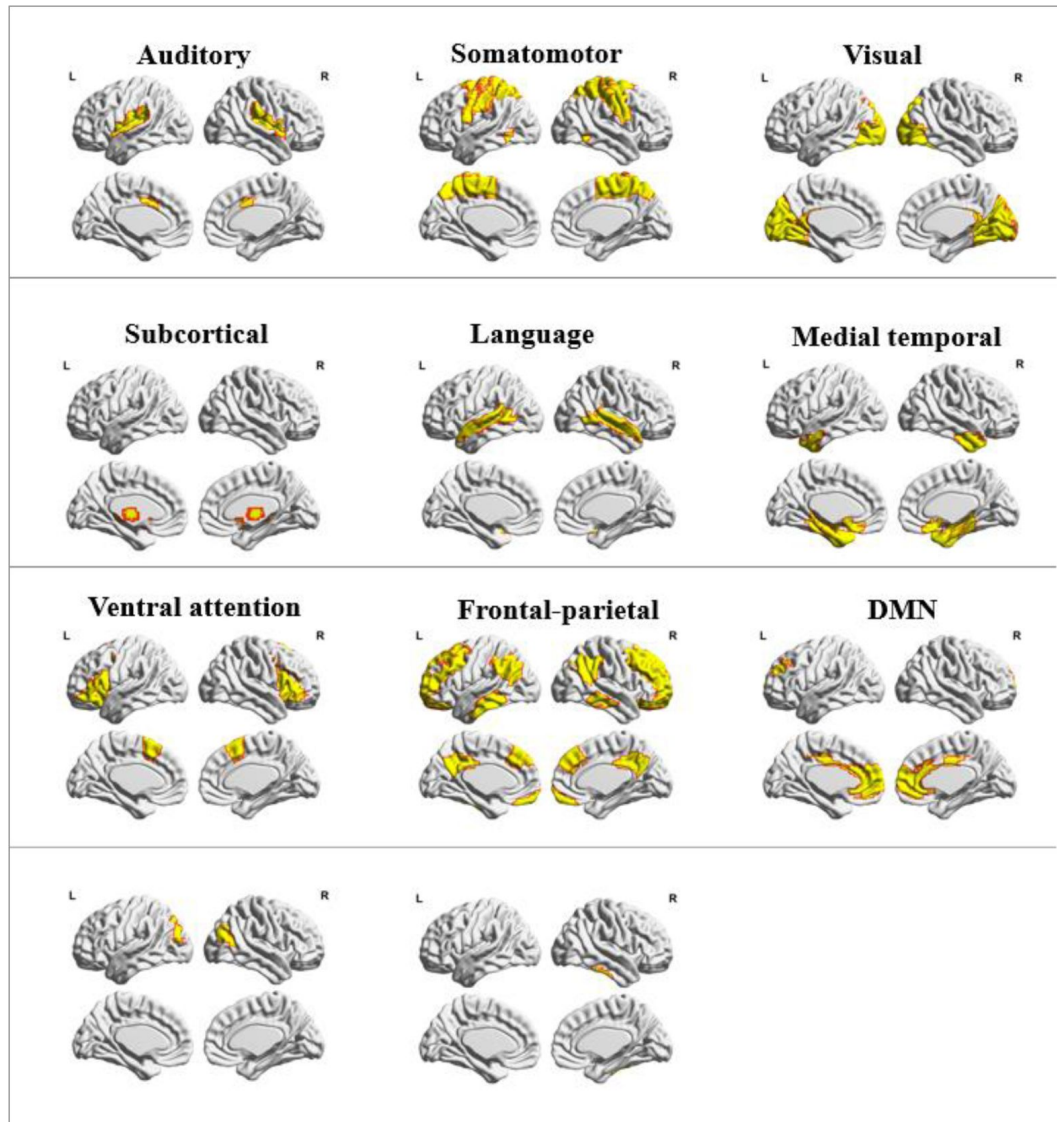 Auditory
Somatomotor
Visual
L R
L R
L R
Subcortical
Language
Medial temporal
L R
L R
L R
Ventral attention
Frontal-parietal
DMN
L R
L R
L R
L R
L R